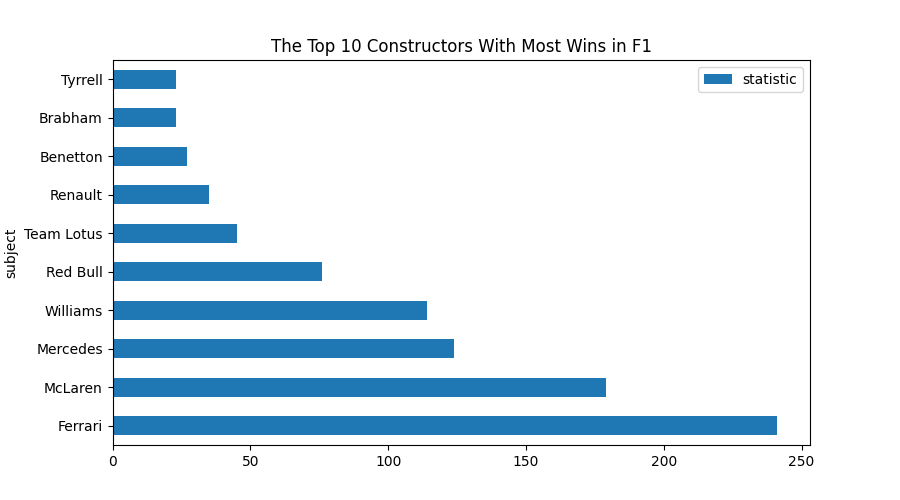 The Top 10 Constructors With Most Wins in F1
statistic
subject
Tyrrell
Brabham
Benetton
Renault
Team Lotus
Red Bull
Williams
Mercedes
McLaren
Ferrari
0 50 100 150 200 250